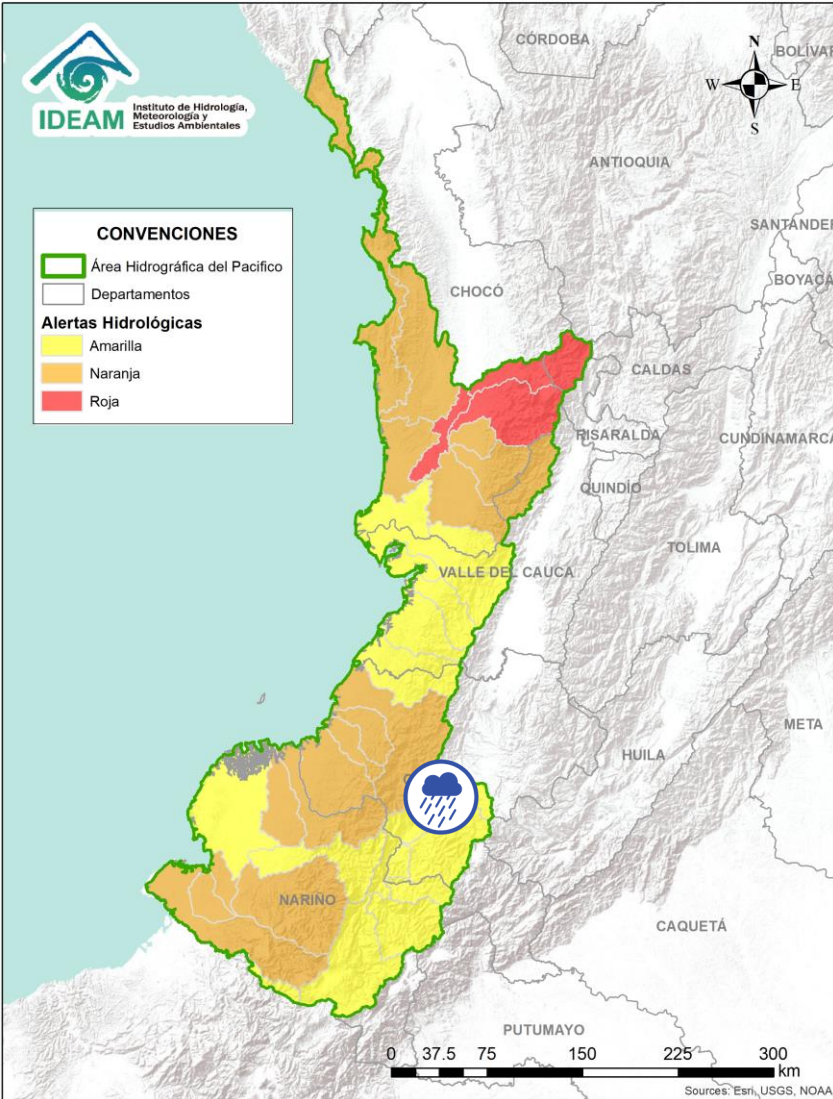 IDEAM
Instituto de Hidrología,
Meteorología y
Estudios Ambientales
CONVENCIONES
Área Hidrográfica del Pacifico
Departamentos
Alertas Hidrológicas
Amarilla
Naranja
Roja
N
W
E
S
CÓRDOBA
BOLÍVAR
ANTIOQUIA
SANTANDER
BOYACÁ
CHOCÓ
CALDAS
RISARALDA
CUNDINAMARCA
QUINDÍO
TOLIMA
VALLE DEL CAUCA
META
HUILA
NARIÑO
CAQUETÁ
PUTUMAYO
0 37.5 75 150 225 300
km
Sources: Esri, USGS, NOAA